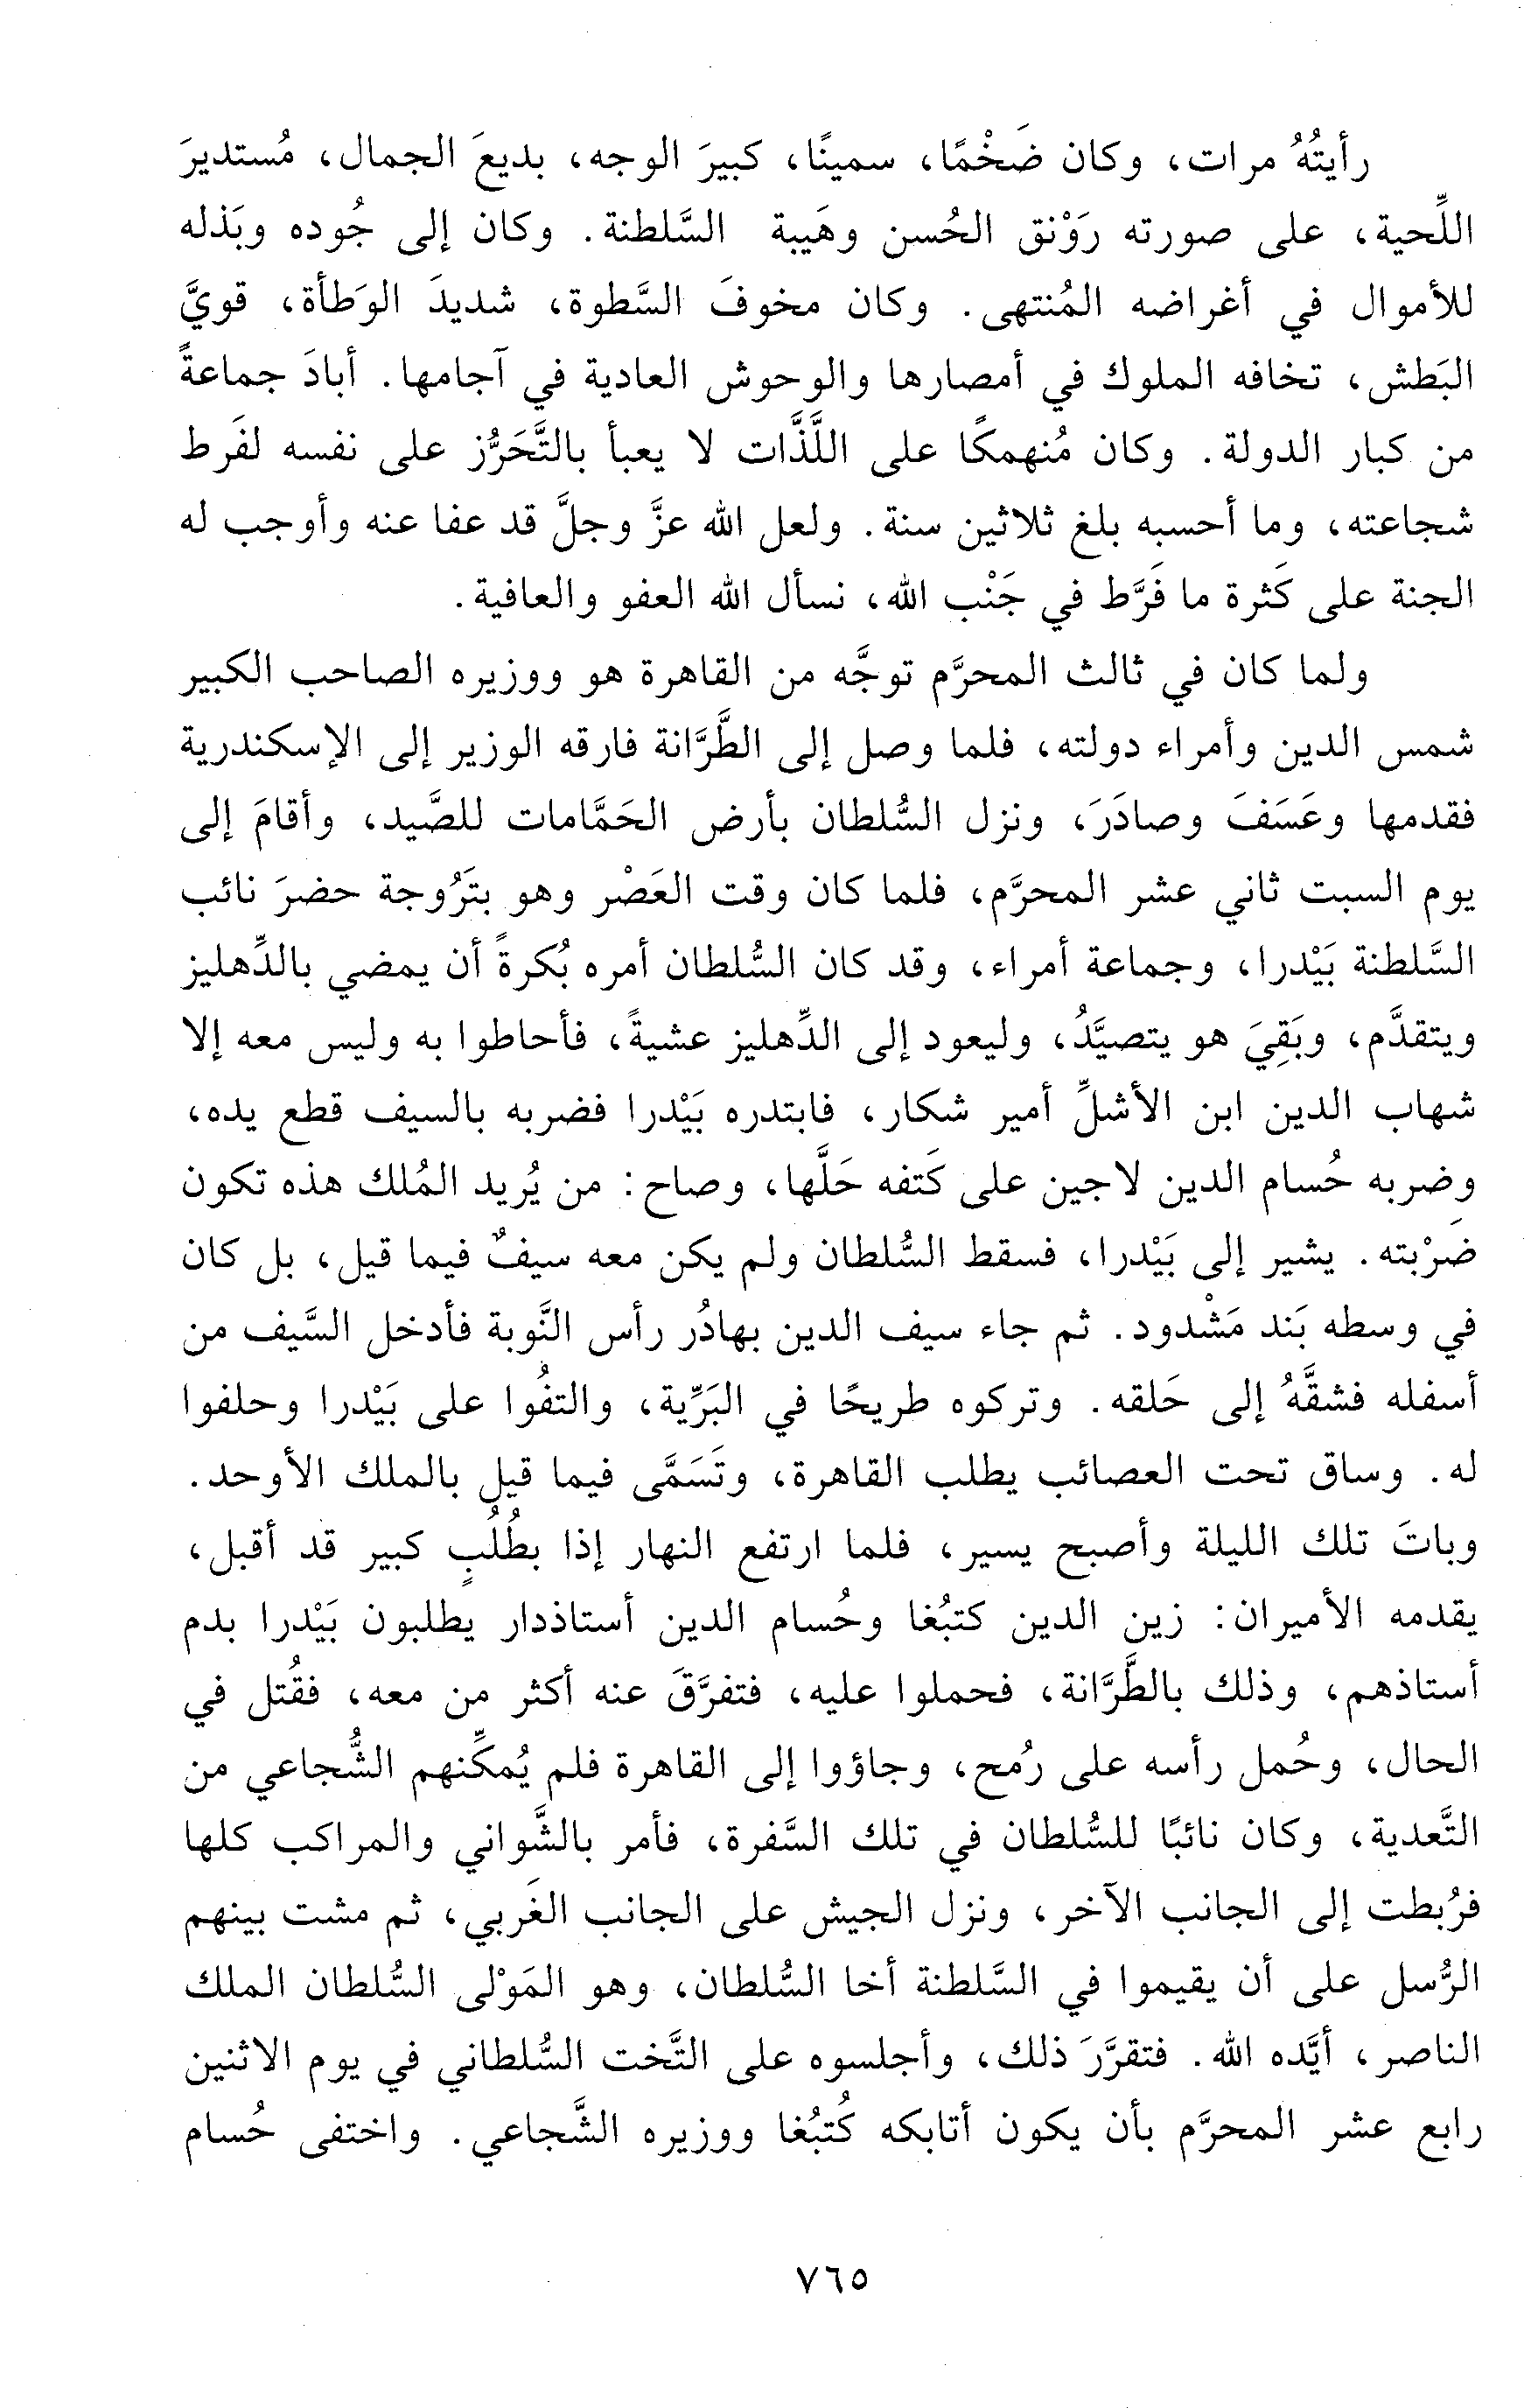 رأيتُهُ مرات، وكان ضَخْمًا، سمينًا، كبيرَ الوجه، بديعَ الجمال، مُستديرَ
اللِّحية، على صورته رَوْنق الحُسن وهَيبة السَّلطنة. وكان إلى جُوده وبَذله
للأموال في أغراضه المُنتهى. وكان مخوفَ السَّطوة، شديدَ الوَطأة، قويَّ
البَطش، تخافه الملوك في أمصارها والوحوش العادية في آجامها. أبادَ جماعةً
من كبار الدولة. وكان مُنهمكًا على اللَّذَّات لا يعبأ بالتَّحَرُّز على نفسه لفَرط
شجاعته، وما أحسبه بلغ ثلاثين سنة. ولعل الله عزَّ وجلَّ قد عفا عنه وأوجب له
الجنة على كَثرة ما فَرَّط في جَنْب الله، نسأل الله العفو والعافية.
ولما كان في ثالث المحرَّم توجَّه من القاهرة هو ووزيره الصاحب الكبير
شمس الدين وأمراء دولته، فلما وصل إلى الطَّرَّانة فارقه الوزير إلى الإسكندرية
فقدمها وعَسَفَ وصادَرَ، ونزل السُّلطان بأرض الحَمَّامات للصَّيد، وأقامَ إلى
يوم السبت ثاني عشر المحرَّم، فلما كان وقت العَصْر وهو بتَرُوجة حضرَ نائب
السَّلطنة بَيْدرا، وجماعة أمراء، وقد كان السُّلطان أمره بُكرةً أن يمضي بالدِّهليز
ويتقدَّم، وبَقِيَ هو يتصيَّدُ، وليعود إلى الدِّهليز عشيةً، فأحاطوا به وليس معه إلا
شهاب الدين ابن الأشلِّ أمير شكار، فابتدره بَيْدرا فضربه بالسيف قطع يده،
وضربه حُسام الدين لاجين على كَتفه حَلَّها، وصاح: من يُريد المُلك هذه تكون
ضَرْبته. يشير إلى بَيْدرا، فسقط السُّلطان ولم يكن معه سيفٌ فيما قيل، بل كان
في وسطه بَند مَشْدود. ثم جاء سيف الدين بهادُر رأس النَّوبة فأدخل السَّيف من
أسفله فشقَّهُ إلى حَلقه. وتركوه طريحًا في البَرِّية، والتفُوا على بَيْدرا وحلفوا
له. وساق تحت العصائب يطلب القاهرة، وتَسَمَّى فيما قيل بالملك الأوحد.
وباتَ تلك الليلة وأصبح يسير، فلما ارتفع النهار إذا بطُلُبٍ كبير قد أقبل،
يقدمه الأميران: زين الدين كتبُغا وحُسام الدين أستاذدار يطلبون بَيْدرا بدم
أستاذهم، وذلك بالطَّرَّانة، فحملوا عليه، فتفرَّقَ عنه أكثر من معه، فقُتل في
الحال، وحُمل رأسه على رُمح، وجاؤوا إلى القاهرة فلم يُمكِّنهم الشُّجاعي من
التَّعدية، وكان نائبًا للسُّلطان في تلك السَّفرة، فأمر بالشَّواني والمراكب كلها
فرُبطت إلى الجانب الآخر، ونزل الجيش على الجانب الغَربي، ثم مشت بينهم
الرُّسل على أن يقيموا في السَّلطنة أخا السُّلطان، وهو المَوْلى السُّلطان الملك
الناصر، أيَّده الله. فتقرَّرَ ذلك، وأجلسوه على التَّخت السُّلطاني في يوم الاثنين
رابع عشر المحرَّم بأن يكون أتابكه كُتبُغا ووزيره الشَّجاعي. واختفى حُسام
٧٦٥